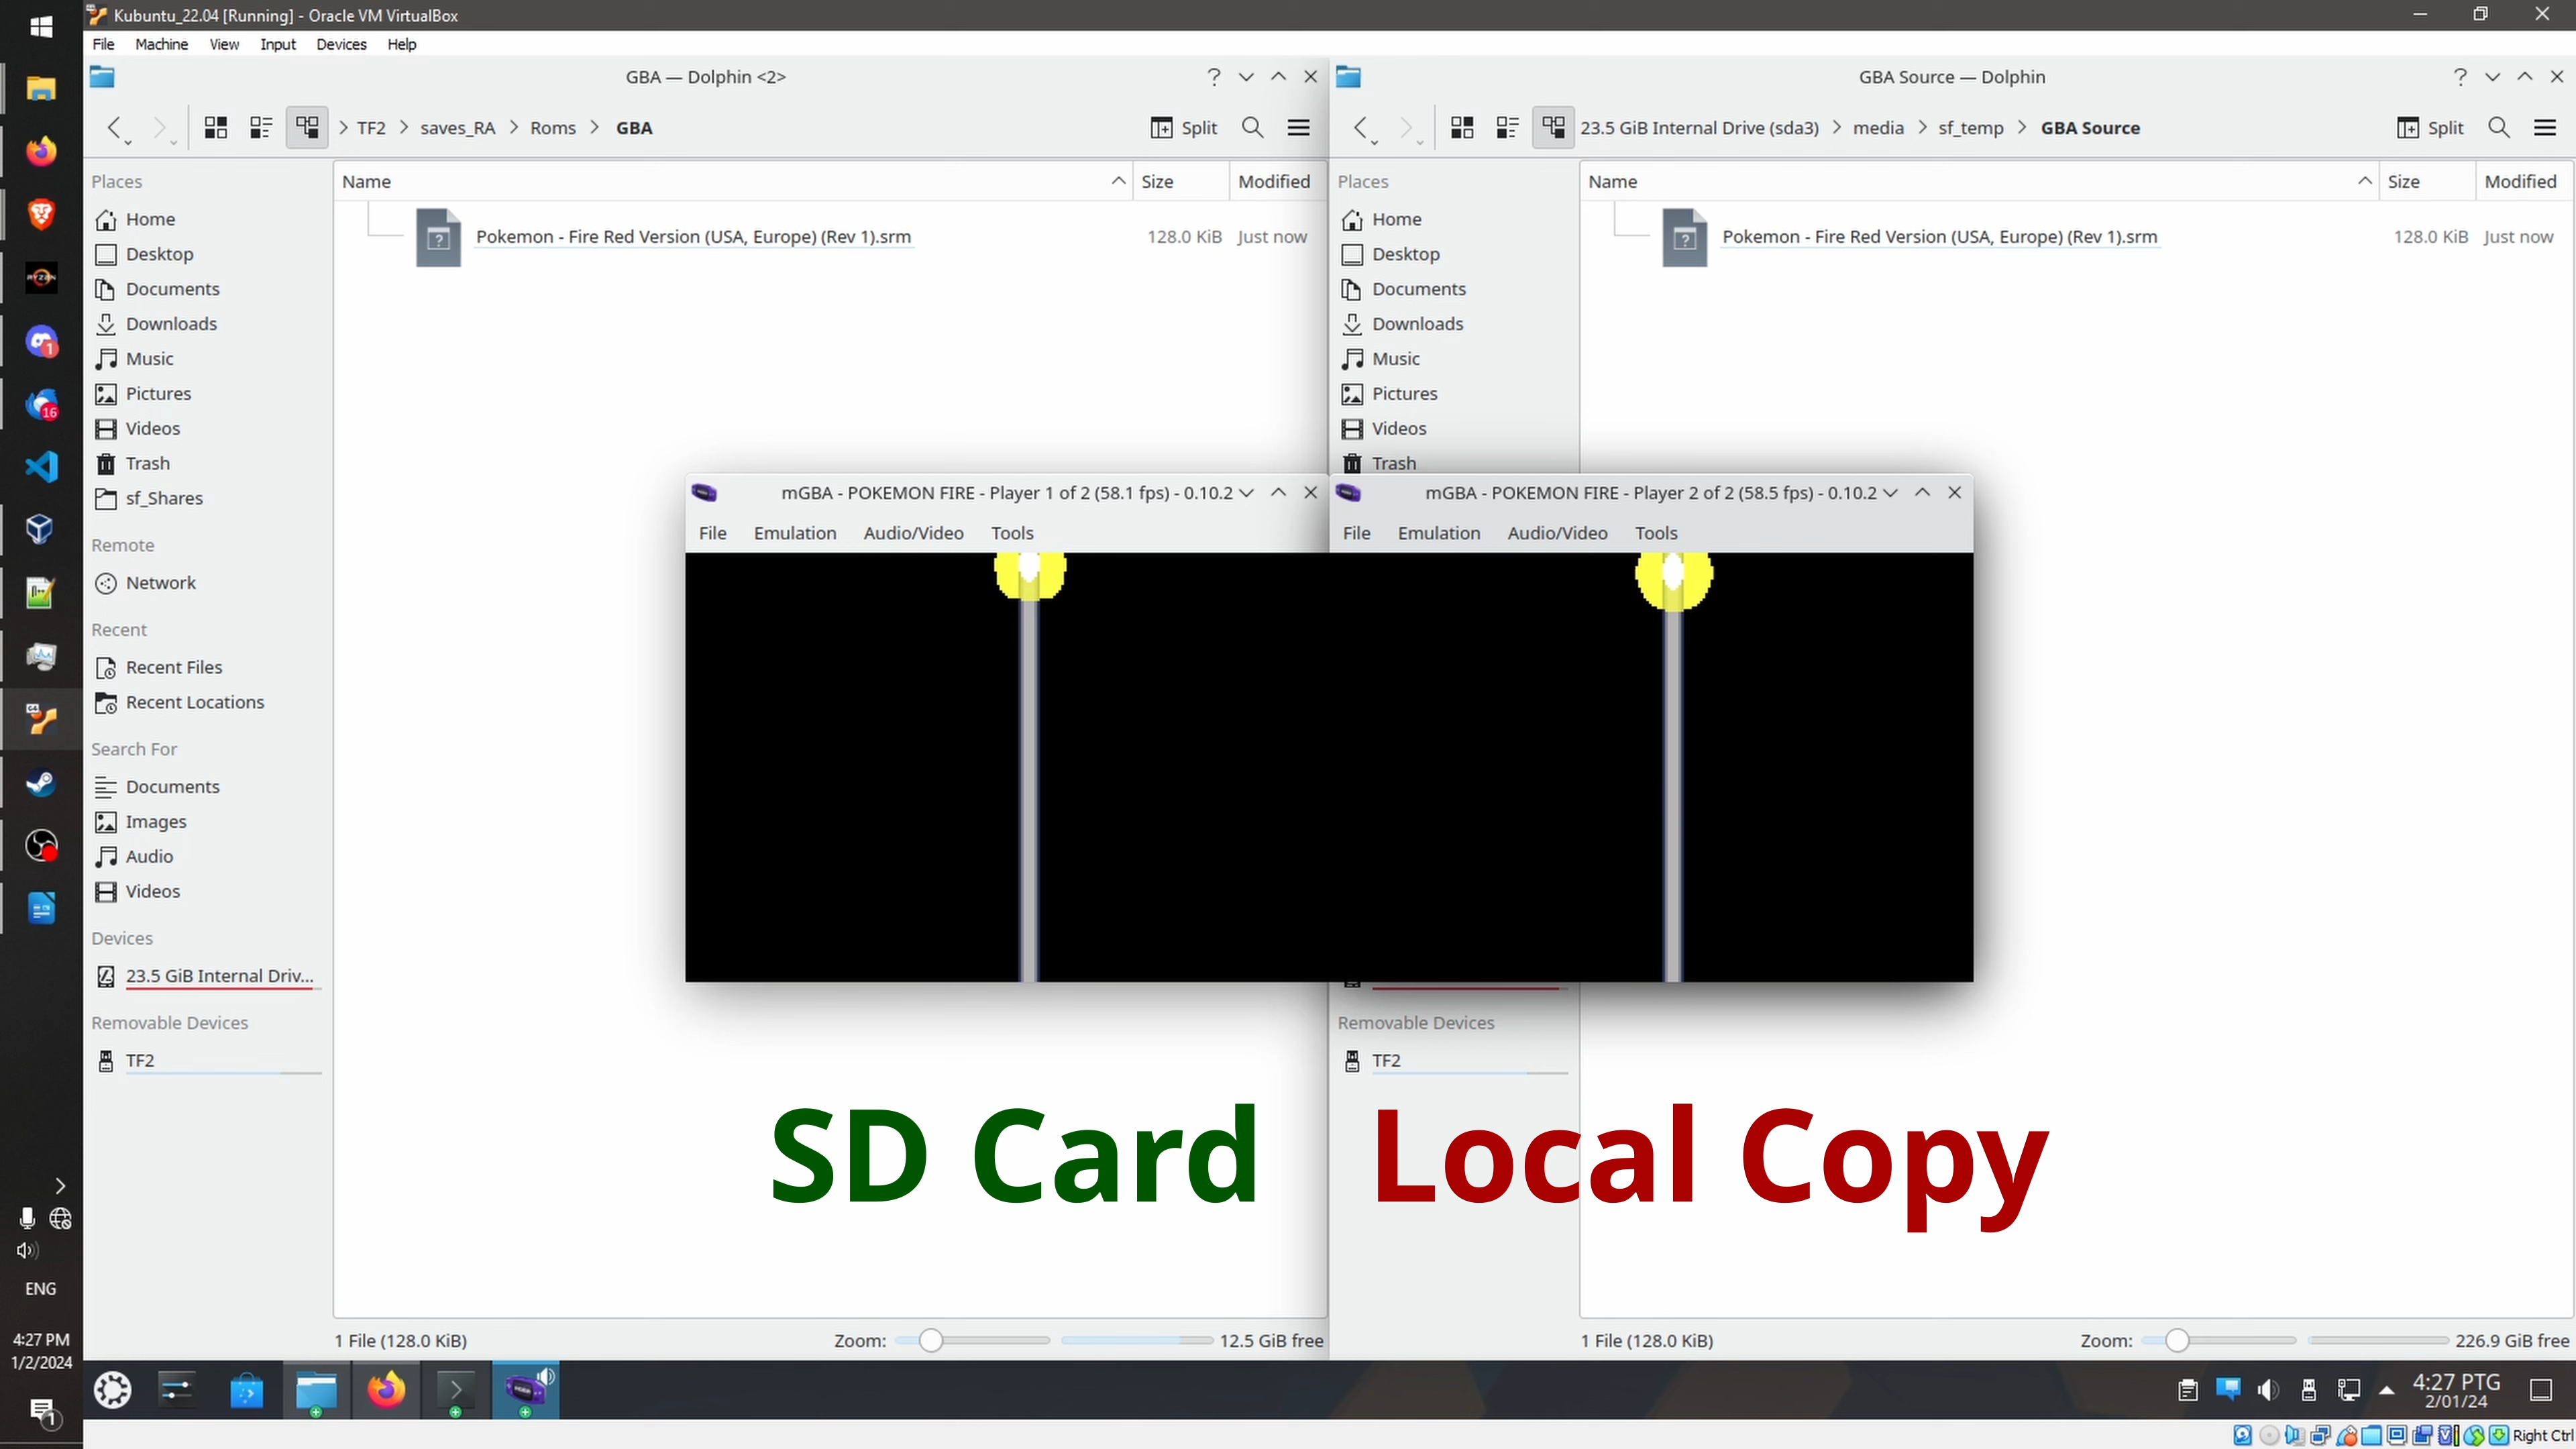 Kubuntu_22.04 [Running] - Oracle VM VirtualBox
File Machine View Input Devices Help
GBA — Dolphin <2>
TF2 saves_RA Roms GBA
Split
Name Size Modified
Pokemon - Fire Red Version (USA, Europe) (Rev 1).srm 128.0 KiB Just now
Places
Home
Desktop
Documents
Downloads
Music
Pictures
Videos
Trash
sf_Shares
Remote
Network
Recent
Recent Files
Recent Locations
Search For
Documents
Images
Audio
Videos
Devices
23.5 GiB Internal Driv...
Removable Devices
TF2
1 File (128.0 KiB)
Zoom:
12.5 GiB free
GBA Source — Dolphin
23.5 GiB Internal Drive (sda3) media sf_temp GBA Source
Split
Name Size Modified
Pokemon - Fire Red Version (USA, Europe) (Rev 1).srm 128.0 KiB Just now
Places
Home
Desktop
Documents
Downloads
Music
Pictures
Videos
Trash
Removable Devices
TF2
1 File (128.0 KiB)
Zoom:
226.9 GiB free
mGBA - POKEMON FIRE - Player 1 of 2 (58.1 fps) - 0.10.2
File Emulation Audio/Video Tools
mGBA - POKEMON FIRE - Player 2 of 2 (58.5 fps) - 0.10.2
File Emulation Audio/Video Tools
SD Card
Local Copy
RYZEN
1
16
64
ENG
4:27 PM
1/2/2024
1
4:27 PTG
2/01/24
Right Ctrl